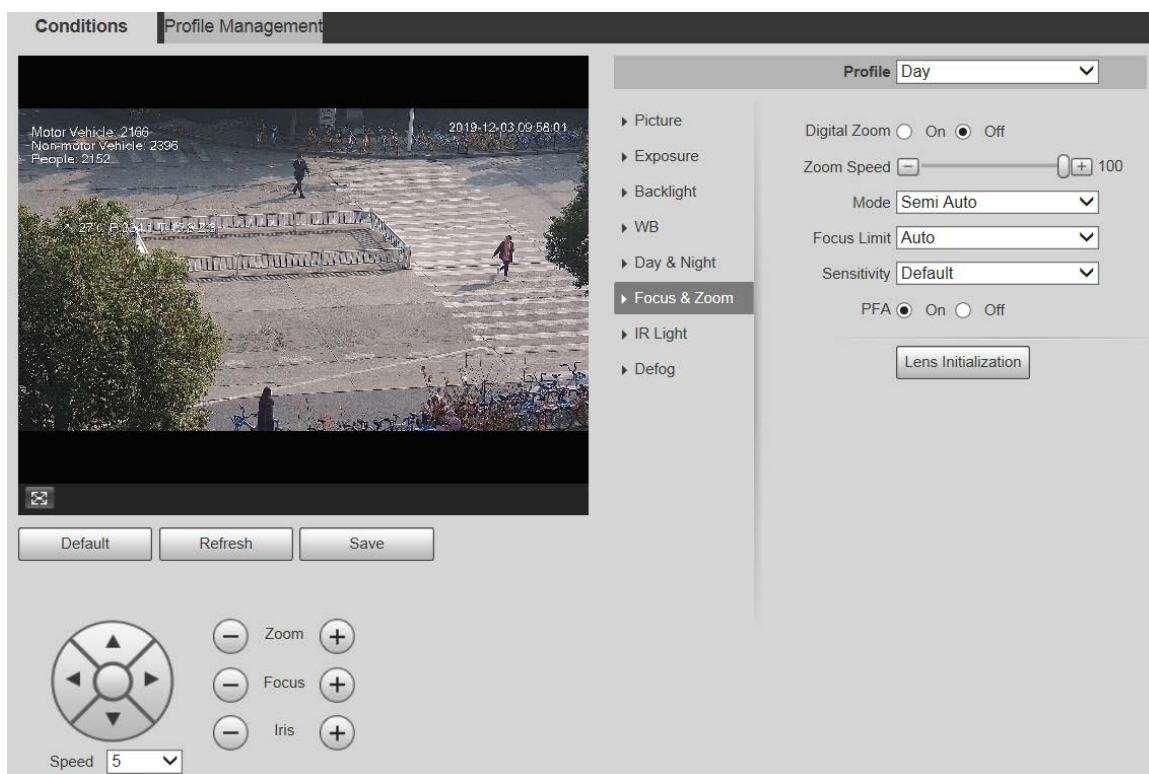 Conditions
Profile Management
Motor Vehicle: 2166
Non-motor Vehicle: 2396
People: 2152
2019-12-03 09:58:01
Profile Day
Picture
Exposure
Backlight
WB
Day & Night
Focus & Zoom
IR Light
Defog
Digital Zoom On Off
Zoom Speed 100
Mode Semi Auto
Focus Limit Auto
Sensitivity Default
PFA On Off
Lens Initialization
Default
Refresh
Save
Zoom
Focus
Iris
Speed 5